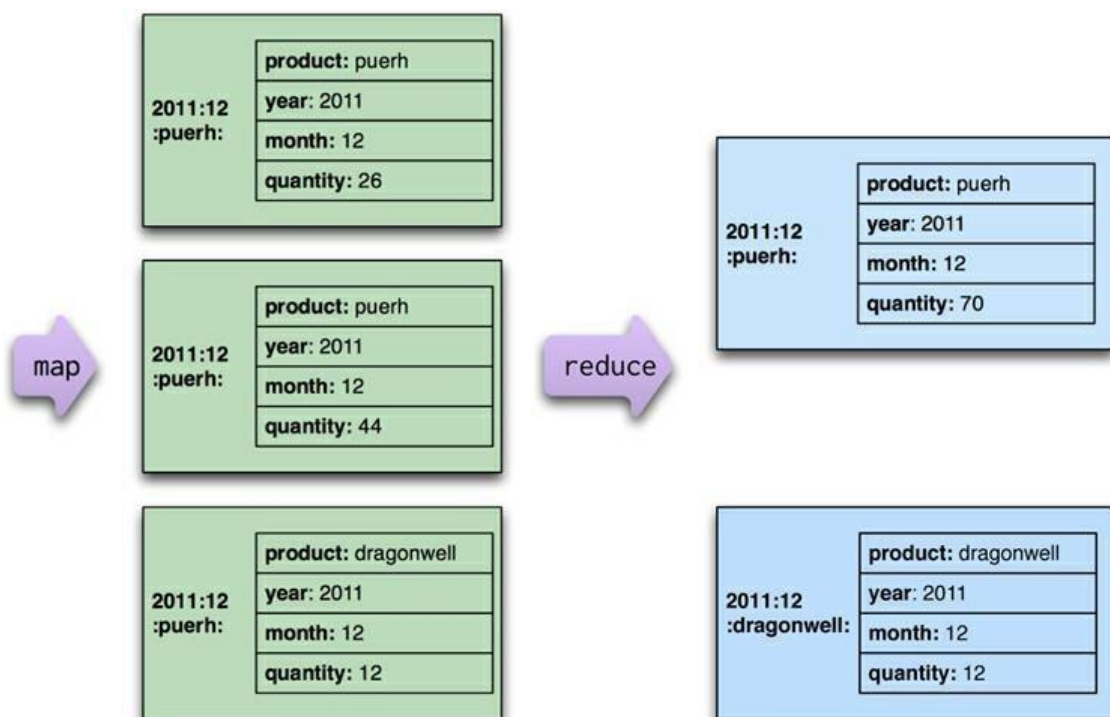 map
2011:12
:puerh:
product: puerh
year: 2011
month: 12
quantity: 26
2011:12
:puerh:
product: puerh
year: 2011
month: 12
quantity: 44
2011:12
:puerh:
product: dragonwell
year: 2011
month: 12
quantity: 12
reduce
2011:12
:puerh:
product: puerh
year: 2011
month: 12
quantity: 70
2011:12
:dragonwell:
product: dragonwell
year: 2011
month: 12
quantity: 12